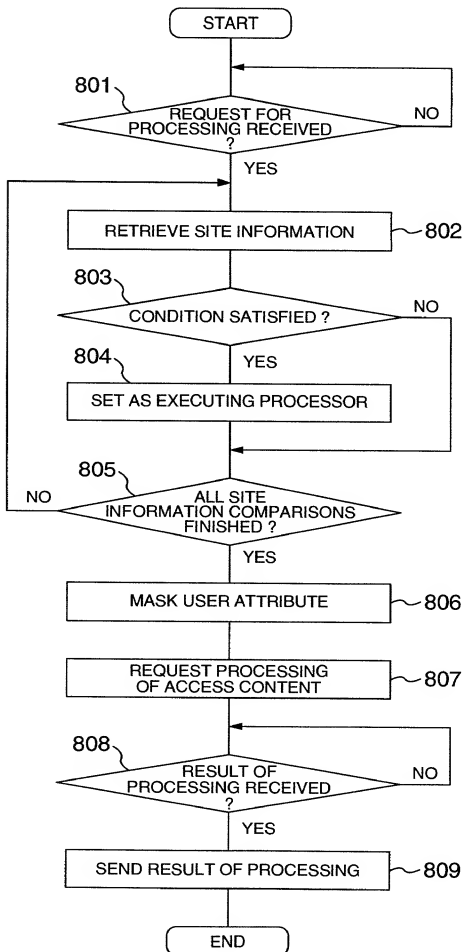 START
801
REQUEST FOR
PROCESSING RECEIVED
?
NO
YES
RETRIEVE SITE INFORMATION
802
803
CONDITION SATISFIED ?
NO
YES
804
SET AS EXECUTING PROCESSOR
805
ALL SITE
INFORMATION COMPARISONS
FINISHED ?
NO
YES
MASK USER ATTRIBUTE
806
REQUEST PROCESSING
OF ACCESS CONTENT
807
808
RESULT OF
PROCESSING RECEIVED
?
NO
YES
SEND RESULT OF PROCESSING
809
END